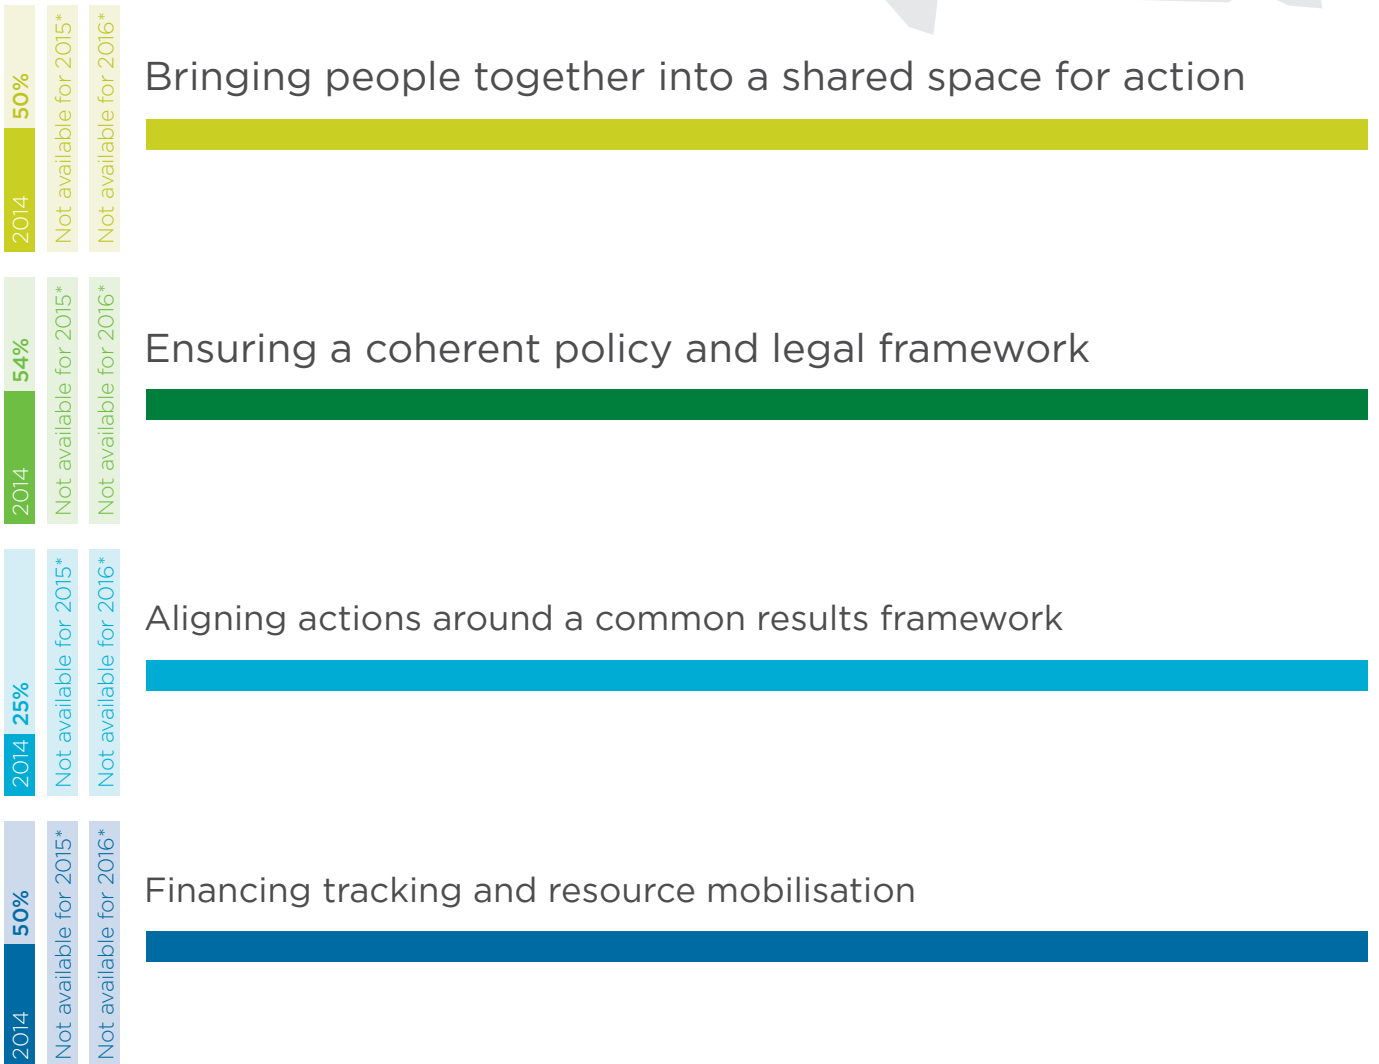 2014 50%
Not available for 2015*
Not available for 2016*
Bringing people together into a shared space for action
2014 54%
Not available for 2015*
Not available for 2016*
Ensuring a coherent policy and legal framework
2014 25%
Not available for 2015*
Not available for 2016*
Aligning actions around a common results framework
2014 50%
Not available for 2015*
Not available for 2016*
Financing tracking and resource mobilisation